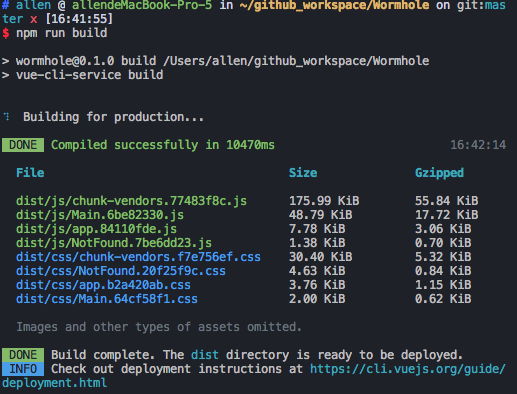 # allen @ allendeMacBook-Pro-5 in ~/github_workspace/Wormhole on git:mas
ter x [16:41:55]
$ npm run build
> wormhole@0.1.0 build /Users/allen/github_workspace/Wormhole
> vue-cli-service build
Building for production...
DONE Compiled successfully in 10470ms 16:42:14
File Size Gzipped
dist/js/chunk-vendors.77483f8c.js 175.99 KiB 55.84 KiB
dist/js/Main.6be82330.js 48.79 KiB 17.72 KiB
dist/js/app.84110fde.js 7.78 KiB 3.06 KiB
dist/js/NotFound.7be6dd23.js 1.38 KiB 0.70 KiB
dist/css/chunk-vendors.f7e756ef.css 30.40 KiB 5.32 KiB
dist/css/NotFound.20f25f9c.css 4.63 KiB 0.84 KiB
dist/css/app.b2a420ab.css 3.76 KiB 1.15 KiB
dist/css/Main.64cf58f1.css 2.00 KiB 0.62 KiB
Images and other types of assets omitted.
DONE Build complete. The dist directory is ready to be deployed.
INFO Check out deployment instructions at https://cli.vuejs.org/guide/
deployment.html